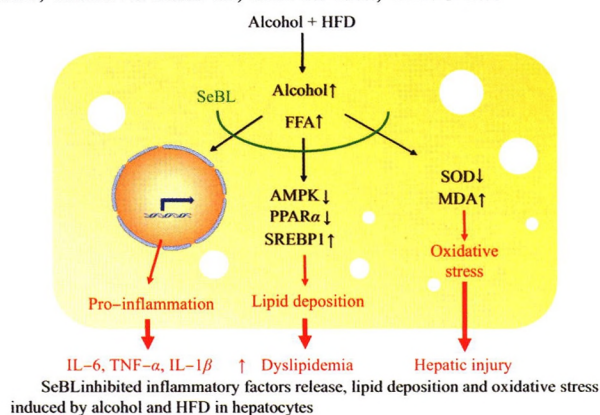 Alcohol + HFD
SeBL
Alcohol↑
FFA↑
AMPK↓
PPARα↓
SREBP1↑
SOD↓
MDA↑
Oxidative
stress
Pro-inflammation
Lipid deposition
IL-6, TNF-α, IL-1β ↑
Dyslipidemia
Hepatic injury
SeBLinhibited inflammatory factors release, lipid deposition and oxidative stress
induced by alcohol and HFD in hepatocytes